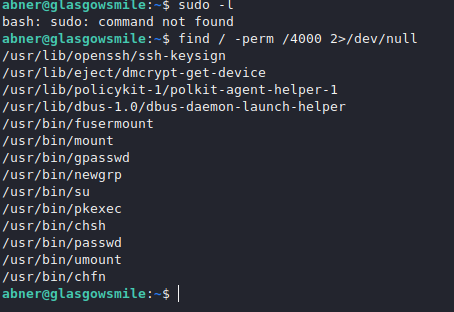 abner@glasgowsmile:~$ sudo -l
bash: sudo: command not found
abner@glasgowsmile:~$ find / -perm /4000 2>/dev/null
/usr/lib/openssh/ssh-keysign
/usr/lib/eject/dmcrypt-get-device
/usr/lib/policykit-1/polkit-agent-helper-1
/usr/lib/dbus-1.0/dbus-daemon-launch-helper
/usr/bin/fusermount
/usr/bin/mount
/usr/bin/gpasswd
/usr/bin/newgrp
/usr/bin/su
/usr/bin/pkexec
/usr/bin/chsh
/usr/bin/passwd
/usr/bin/umount
/usr/bin/chfn
abner@glasgowsmile:~$